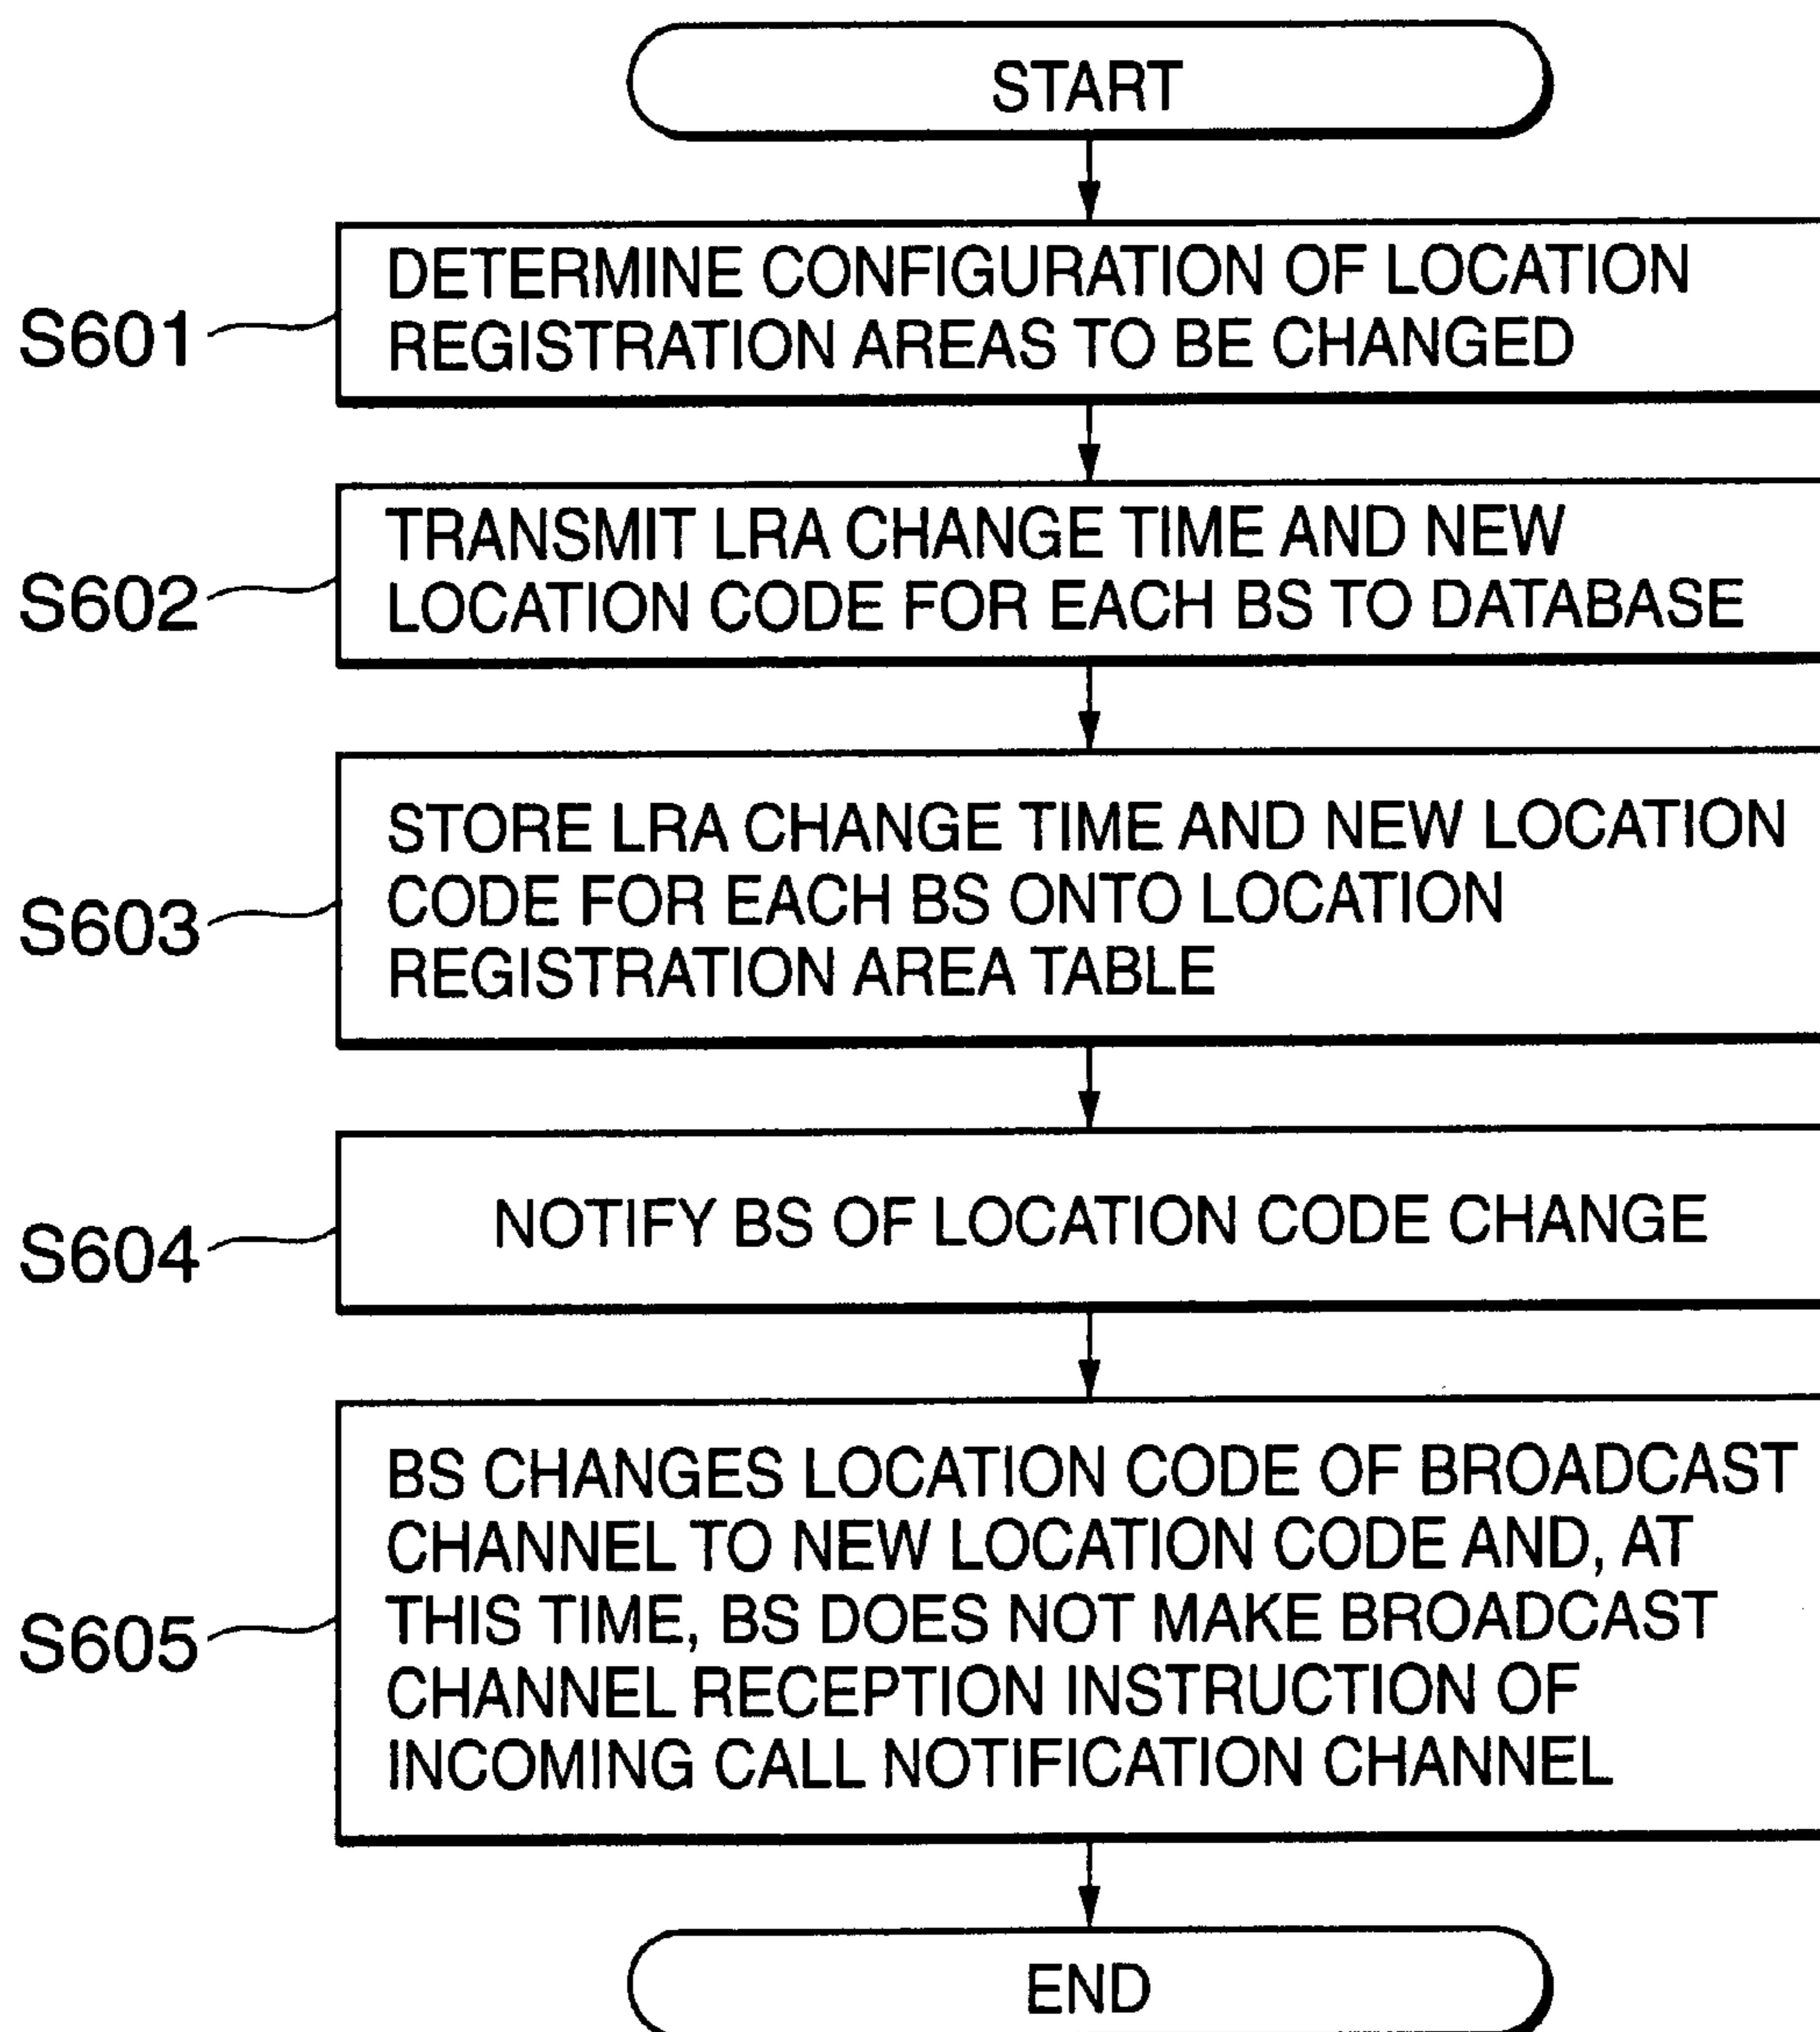 START
DETERMINE CONFIGURATION OF LOCATION
REGISTRATION AREAS TO BE CHANGED
S601
TRANSMIT LRA CHANGE TIME AND NEW
LOCATION CODE FOR EACH BS TO DATABASE
S602
STORE LRA CHANGE TIME AND NEW LOCATION
CODE FOR EACH BS ONTO LOCATION
REGISTRATION AREA TABLE
S603
NOTIFY BS OF LOCATION CODE CHANGE
S604
BS CHANGES LOCATION CODE OF BROADCAST
CHANNEL TO NEW LOCATION CODE AND, AT
THIS TIME, BS DOES NOT MAKE BROADCAST
CHANNEL RECEPTION INSTRUCTION OF
INCOMING CALL NOTIFICATION CHANNEL
S605
END